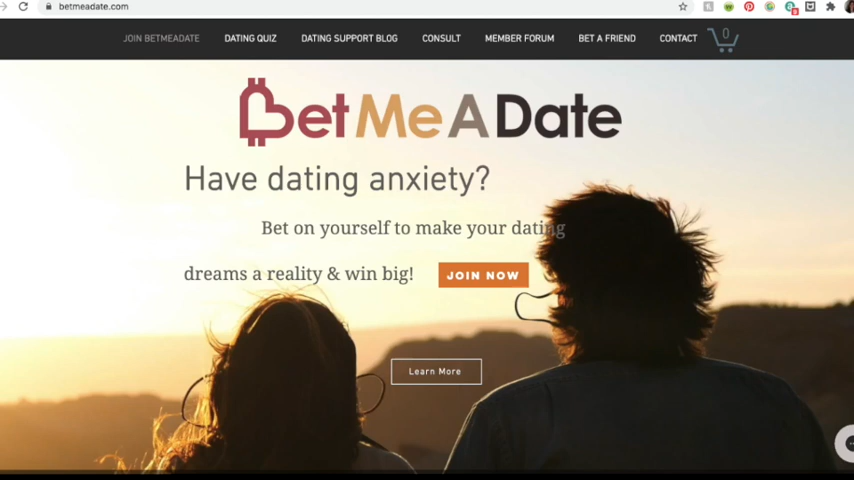 betmeadate.com
JOIN BETMEADATE DATING QUIZ DATING SUPPORT BLOG CONSULT MEMBER FORUM BET A FRIEND CONTACT 0
BetMeADate
Have dating anxiety?
Bet on yourself to make your dating
dreams a reality & win big! JOIN NOW
Learn More